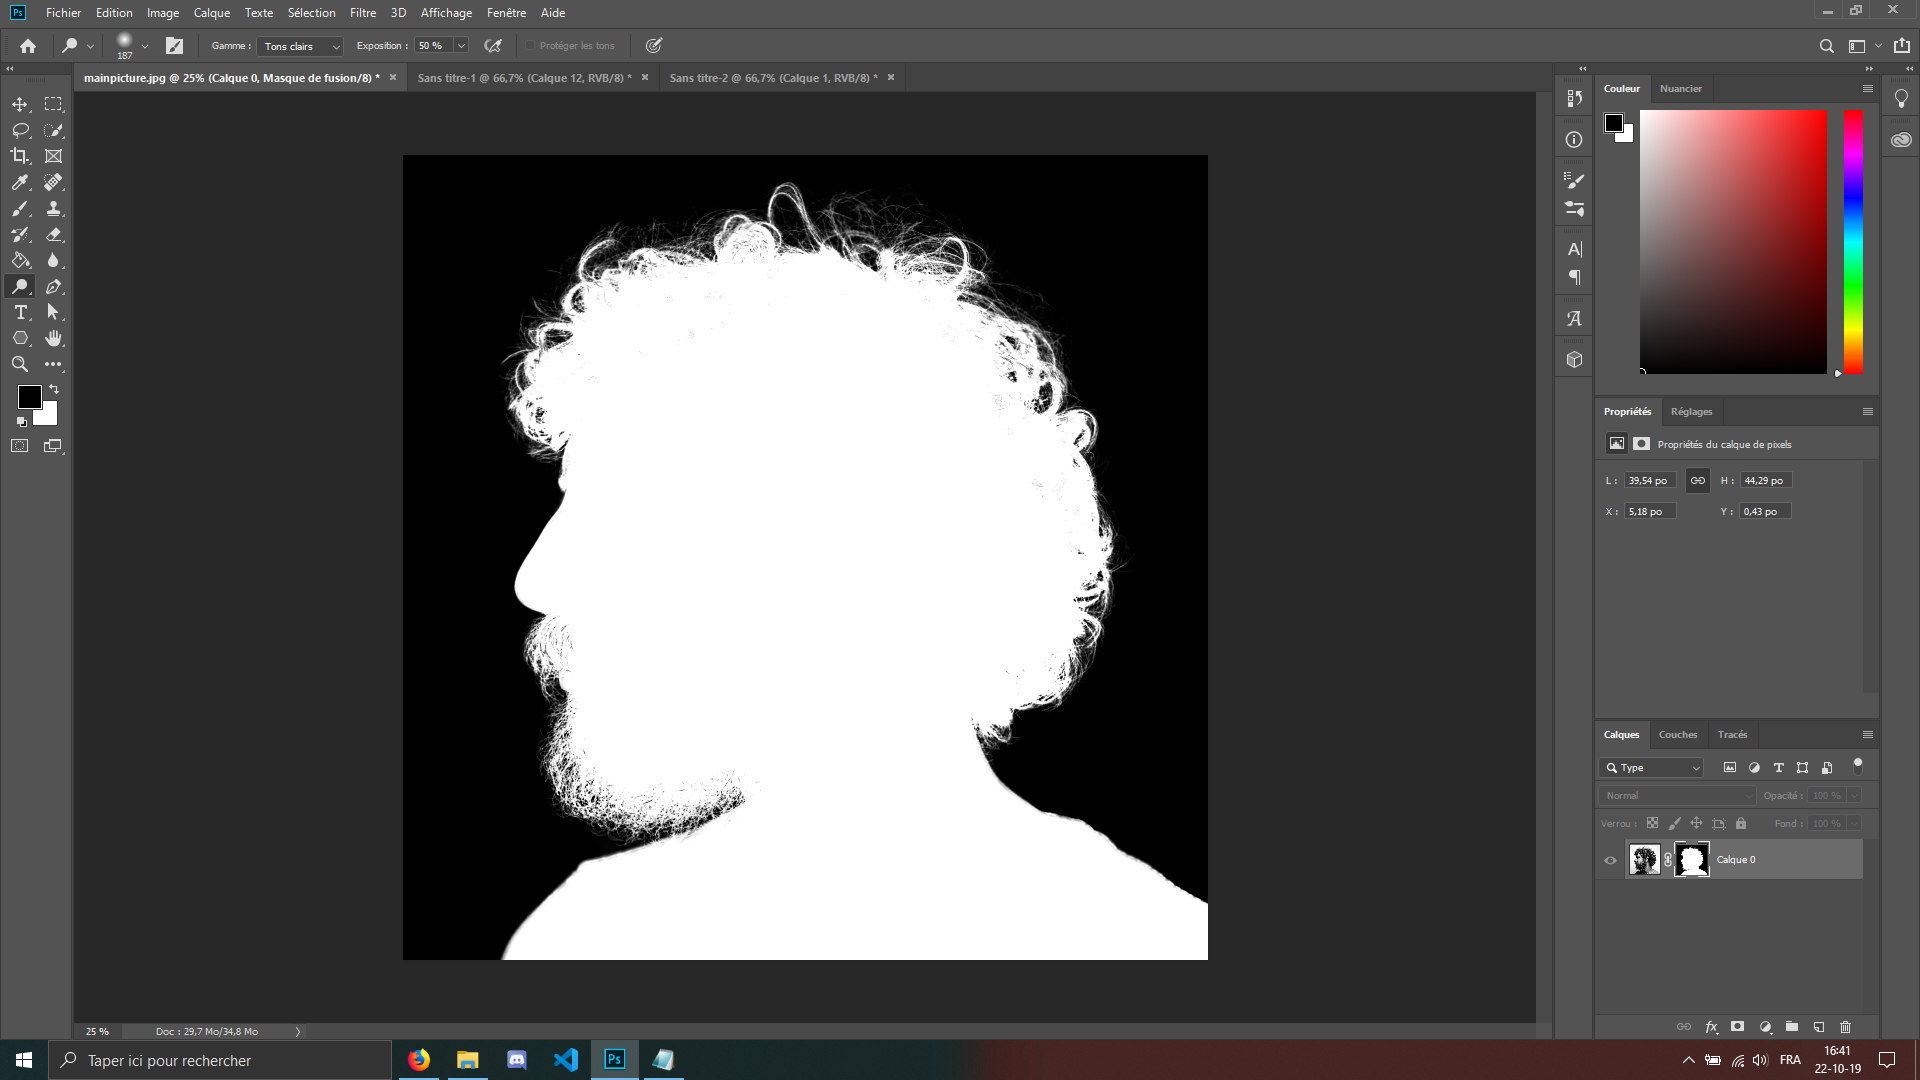 Ps Fichier Edition Image Calque Texte Sélection Filtre 3D Affichage Fenêtre Aide
187 Gamme : Tons clairs Exposition : 50 % Protéger les tons
mainpicture.jpg @ 25% (Calque 0, Masque de fusion/8) * × Sans titre-1 @ 66,7% (Calque 12, RVB/8) * × Sans titre-2 @ 66,7% (Calque 1, RVB/8) * ×
Couleur Nuancier
Propriétés Réglages
Propriétés du calque de pixels
L : 39,54 po H : 44,29 po
X : 5,18 po Y : 0,43 po
Calques Couches Tracés
Type
Normal Opacité : 100 %
Verrou : Fond : 100 %
Calque 0
fx
25 % Doc : 29,7 Mo/34,8 Mo
Taper ici pour rechercher Ps FRA 16:41
22-10-19